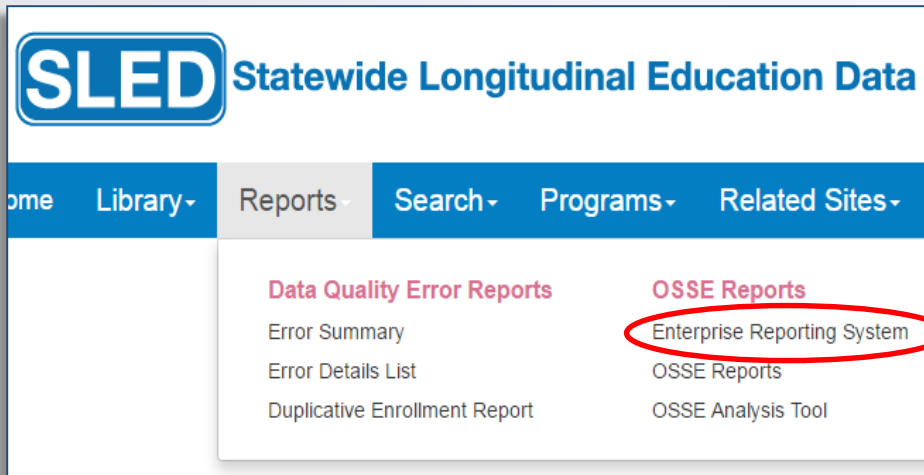 SLED Statewide Longitudinal Education Data
ome Library Reports Search Programs Related Sites
Data Quality Error Reports OSSE Reports
Error Summary Enterprise Reporting System
Error Details List OSSE Reports
Duplicative Enrollment Report OSSE Analysis Tool